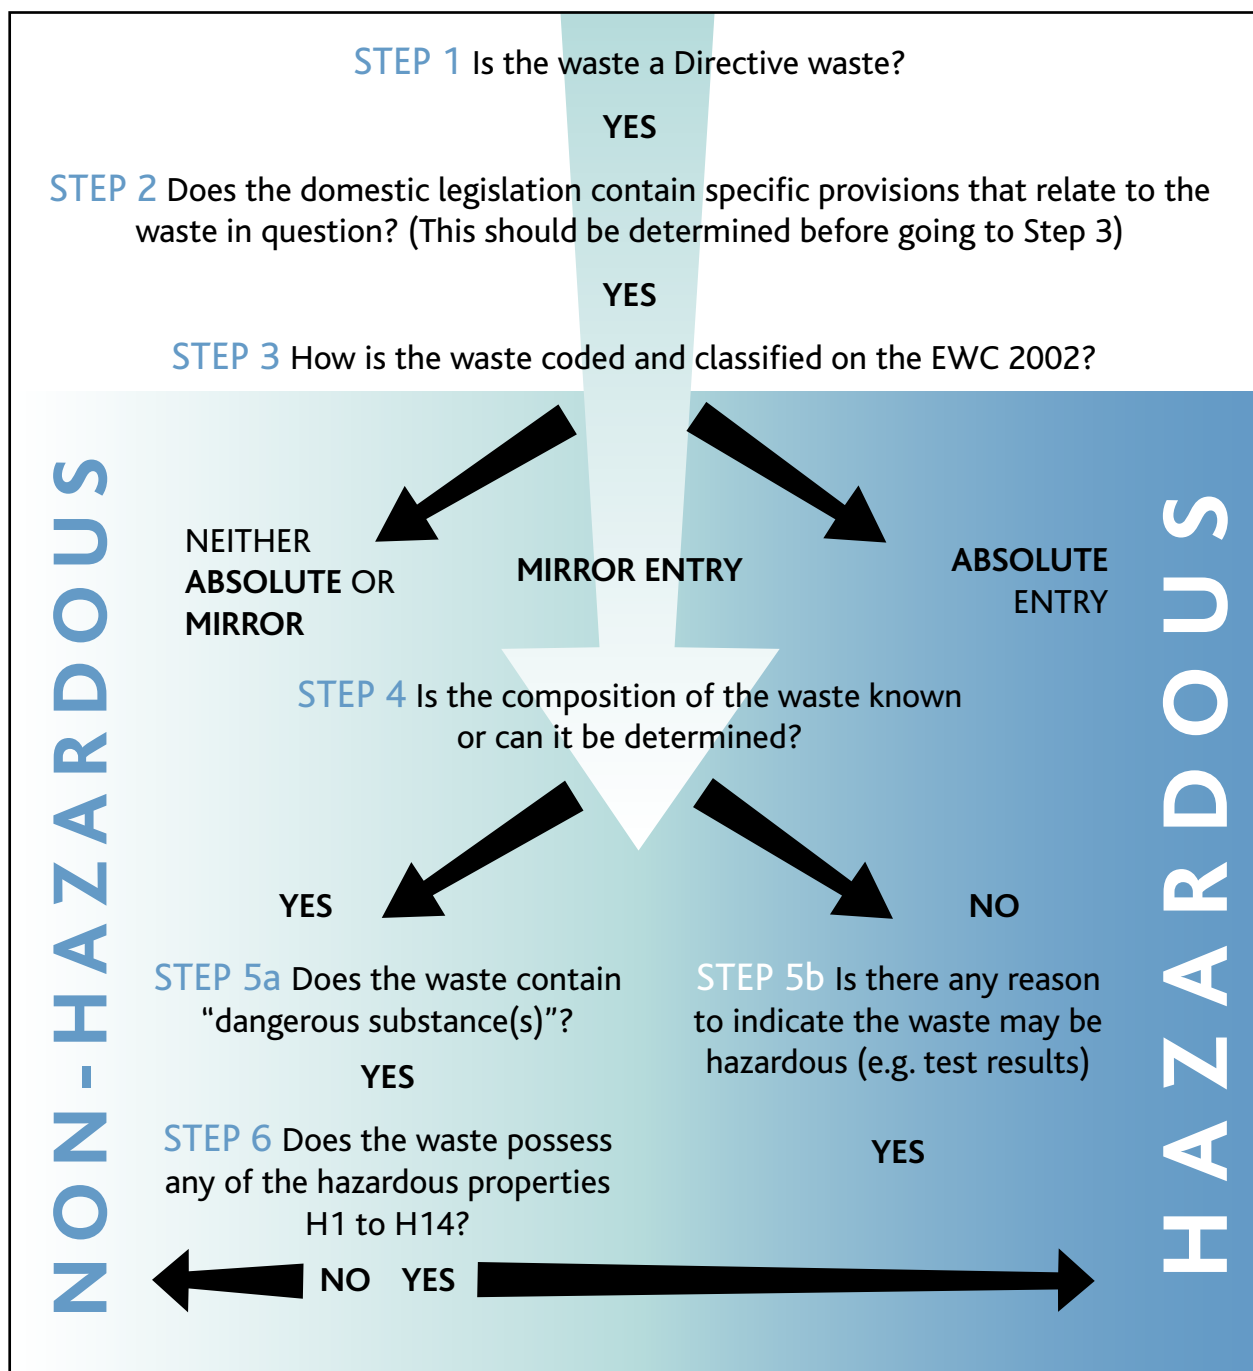 STEP 1 Is the waste a Directive waste?
YES
STEP 2 Does the domestic legislation contain specific provisions that relate to the
waste in question? (This should be determined before going to Step 3)
YES
STEP 3 How is the waste coded and classified on the EWC 2002?
NON-HAZARDOUS
HAZARDOUS
NEITHER
ABSOLUTE OR
MIRROR
MIRROR ENTRY
ABSOLUTE
ENTRY
STEP 4 Is the composition of the waste known
or can it be determined?
YES
NO
STEP 5a Does the waste contain
“dangerous substance(s)”?
YES
STEP 5b Is there any reason
to indicate the waste may be
hazardous (e.g. test results)
YES
STEP 6 Does the waste possess
any of the hazardous properties
H1 to H14?
NO YES